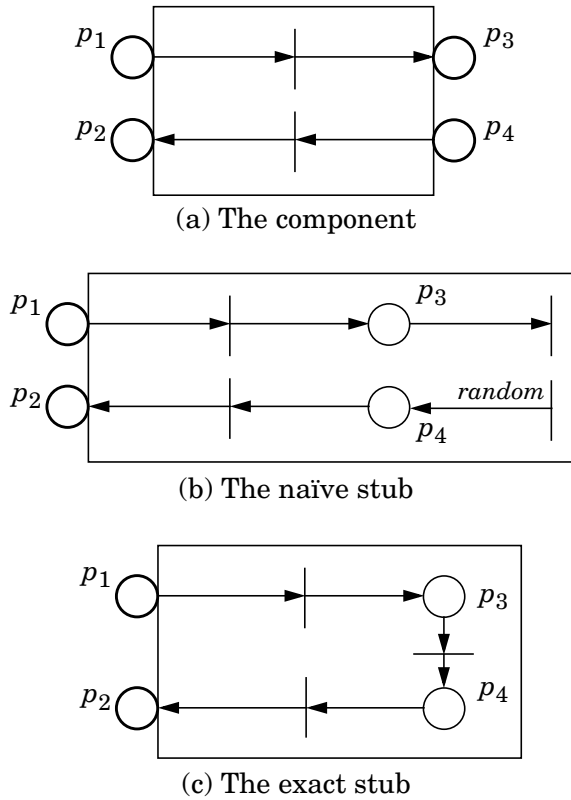 p1
p3
p2
p4
(a) The component
p1
p3
p2
random
p4
(b) The naïve stub
p1
p3
p2
p4
(c) The exact stub